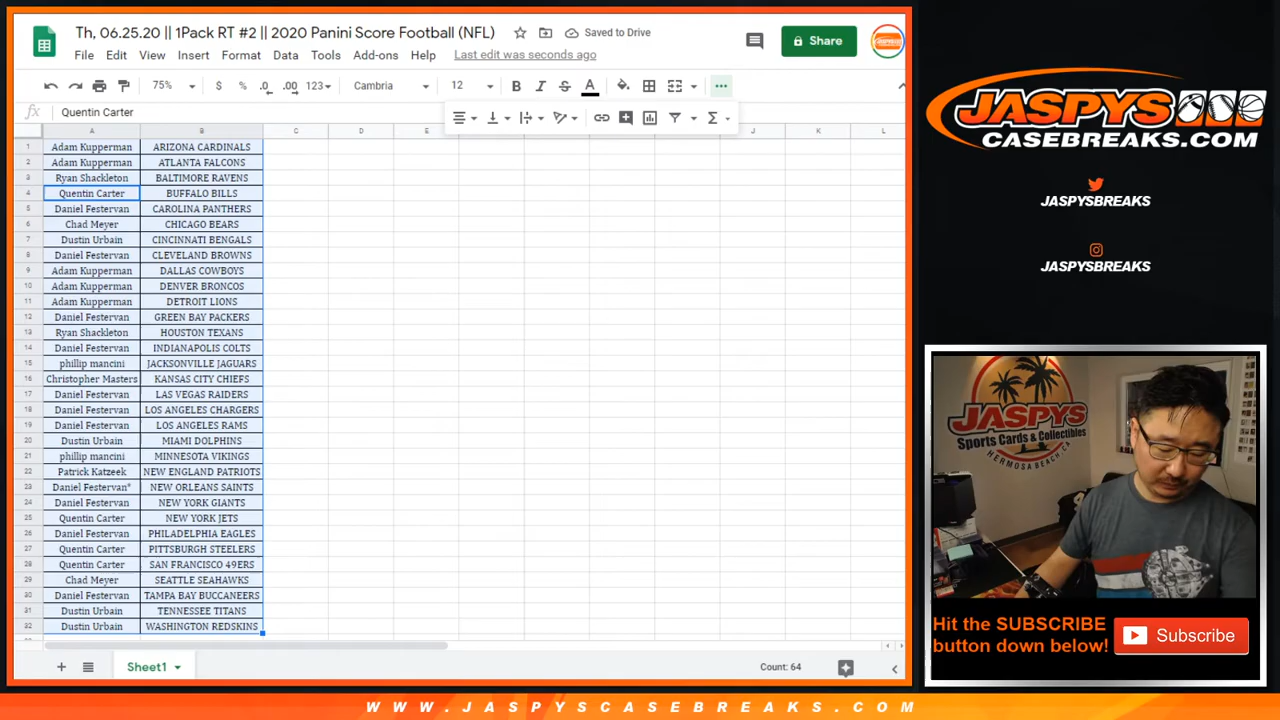 Th, 06.25.20 || 1Pack RT #2 || 2020 Panini Score Football (NFL)
Saved to Drive
Share
File Edit View Insert Format Data Tools Add-ons Help Last edit was seconds ago
75% $ % .0 .00 123 Cambria 12 B I S A
fx Quentin Carter
A B C D E J K L
1 Adam Kupperman ARIZONA CARDINALS
2 Adam Kupperman ATLANTA FALCONS
3 Ryan Shackleton BALTIMORE RAVENS
4 Quentin Carter BUFFALO BILLS
5 Daniel Festervan CAROLINA PANTHERS
6 Chad Meyer CHICAGO BEARS
7 Dustin Urbain CINCINNATI BENGALS
8 Daniel Festervan CLEVELAND BROWNS
9 Adam Kupperman DALLAS COWBOYS
10 Adam Kupperman DENVER BRONCOS
11 Adam Kupperman DETROIT LIONS
12 Daniel Festervan GREEN BAY PACKERS
13 Ryan Shackleton HOUSTON TEXANS
14 Daniel Festervan INDIANAPOLIS COLTS
15 phillip mancini JACKSONVILLE JAGUARS
16 Christopher Masters KANSAS CITY CHIEFS
17 Daniel Festervan LAS VEGAS RAIDERS
18 Daniel Festervan LOS ANGELES CHARGERS
19 Daniel Festervan LOS ANGELES RAMS
20 Dustin Urbain MIAMI DOLPHINS
21 phillip mancini MINNESOTA VIKINGS
22 Patrick Katzeek NEW ENGLAND PATRIOTS
23 Daniel Festervan* NEW ORLEANS SAINTS
24 Daniel Festervan NEW YORK GIANTS
25 Quentin Carter NEW YORK JETS
26 Daniel Festervan PHILADELPHIA EAGLES
27 Quentin Carter PITTSBURGH STEELERS
28 Quentin Carter SAN FRANCISCO 49ERS
29 Chad Meyer SEATTLE SEAHAWKS
30 Daniel Festervan TAMPA BAY BUCCANEERS
31 Dustin Urbain TENNESSEE TITANS
32 Dustin Urbain WASHINGTON REDSKINS
Sheet1
Count: 64
JASPYS
CASEBREAKS.COM
JASPYSBREAKS
JASPYSBREAKS
JASPYS
Sports Cards & Collectibles
HERMOSA BEACH, CA
Hit the SUBSCRIBE
button down below!
Subscribe
WWW.JASPYSCASEBREAKS.COM